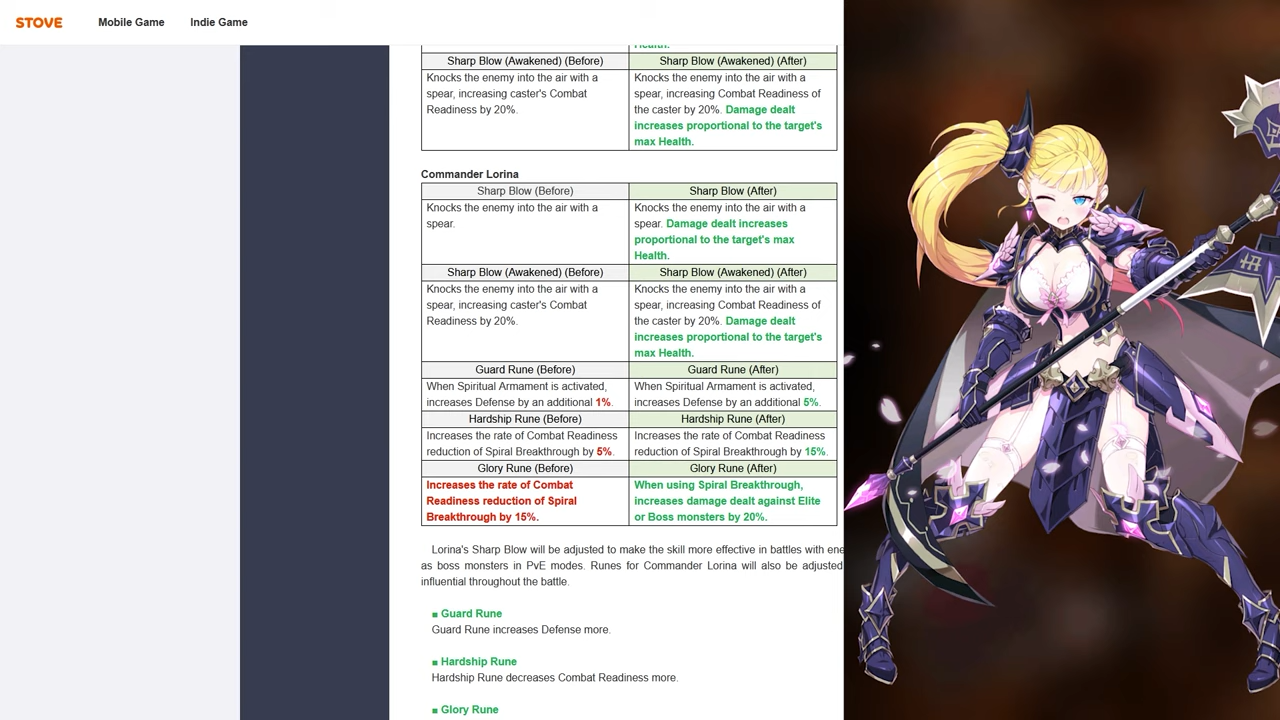 STOVE Mobile Game Indie Game
Health.
Sharp Blow (Awakened) (Before) Sharp Blow (Awakened) (After)
Knocks the enemy into the air with a
spear, increasing caster's Combat
Readiness by 20%.
Knocks the enemy into the air with a
spear, increasing Combat Readiness of
the caster by 20%. Damage dealt
increases proportional to the target's
max Health.
Commander Lorina
Sharp Blow (Before) Sharp Blow (After)
Knocks the enemy into the air with a
spear.
Knocks the enemy into the air with a
spear. Damage dealt increases
proportional to the target's max
Health.
Sharp Blow (Awakened) (Before) Sharp Blow (Awakened) (After)
Knocks the enemy into the air with a
spear, increasing caster's Combat
Readiness by 20%.
Knocks the enemy into the air with a
spear, increasing Combat Readiness of
the caster by 20%. Damage dealt
increases proportional to the target's
max Health.
Guard Rune (Before) Guard Rune (After)
When Spiritual Armament is activated,
increases Defense by an additional 1%.
When Spiritual Armament is activated,
increases Defense by an additional 5%.
Hardship Rune (Before) Hardship Rune (After)
Increases the rate of Combat Readiness
reduction of Spiral Breakthrough by 5%.
Increases the rate of Combat Readiness
reduction of Spiral Breakthrough by 15%.
Glory Rune (Before) Glory Rune (After)
Increases the rate of Combat
Readiness reduction of Spiral
Breakthrough by 15%.
When using Spiral Breakthrough,
increases damage dealt against Elite
or Boss monsters by 20%.
Lorina's Sharp Blow will be adjusted to make the skill more effective in battles with ene
as boss monsters in PvE modes. Runes for Commander Lorina will also be adjusted
influential throughout the battle.
■ Guard Rune
Guard Rune increases Defense more.
■ Hardship Rune
Hardship Rune decreases Combat Readiness more.
■ Glory Rune